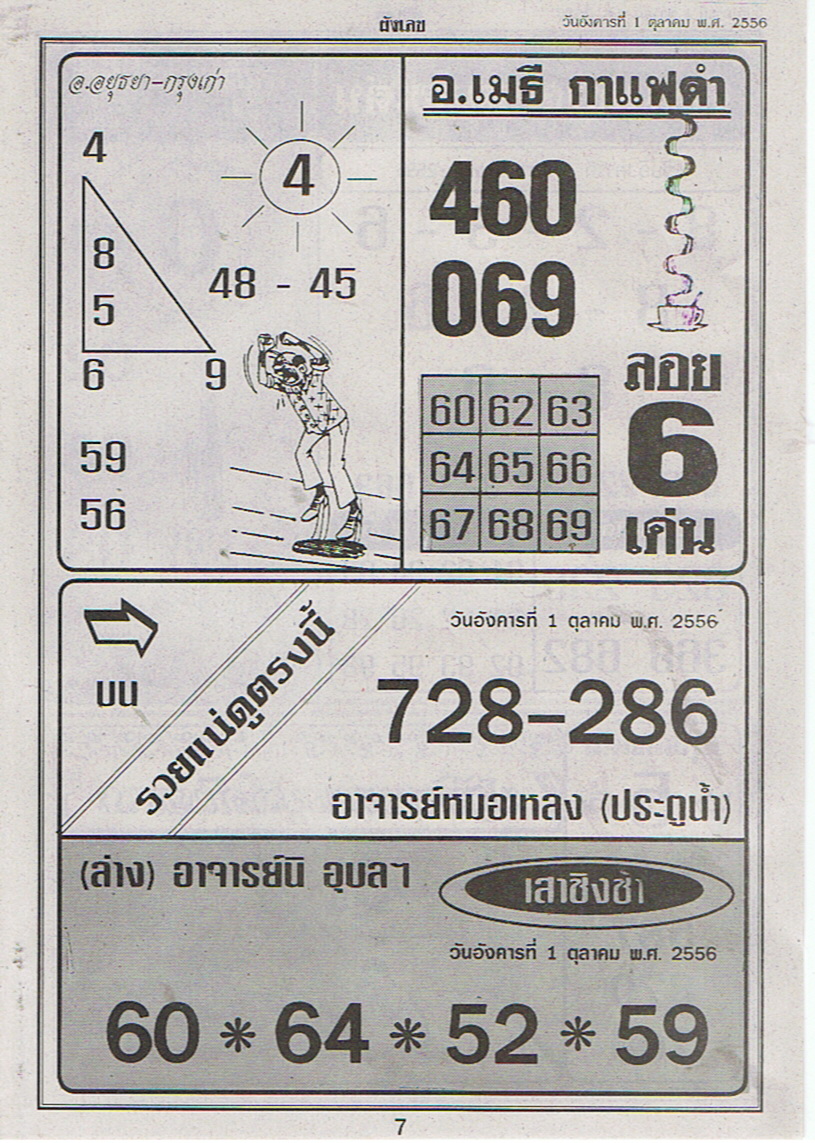 ผังเลข
วันอังคารที่ 1 ตุลาคม พ.ศ. 2556
อ.อยุธยา-กรุงเก่า
4
4
8
5
48 - 45
6 9
59
56
อ.เมธี กาแฟดำ
460
069
60 62 63
64 65 66
67 68 69
ลอย
6
เด่น
บน
รวยแน่ดูตรงนี้
วันอังคารที่ 1 ตุลาคม พ.ศ. 2556
728-286
อาจารย์หมอเหลง (ประตูน้ำ)
(ล่าง) อาจารย์นิ อุบลฯ
เสาชิงช้า
วันอังคารที่ 1 ตุลาคม พ.ศ. 2556
60 * 64 * 52 * 59
7